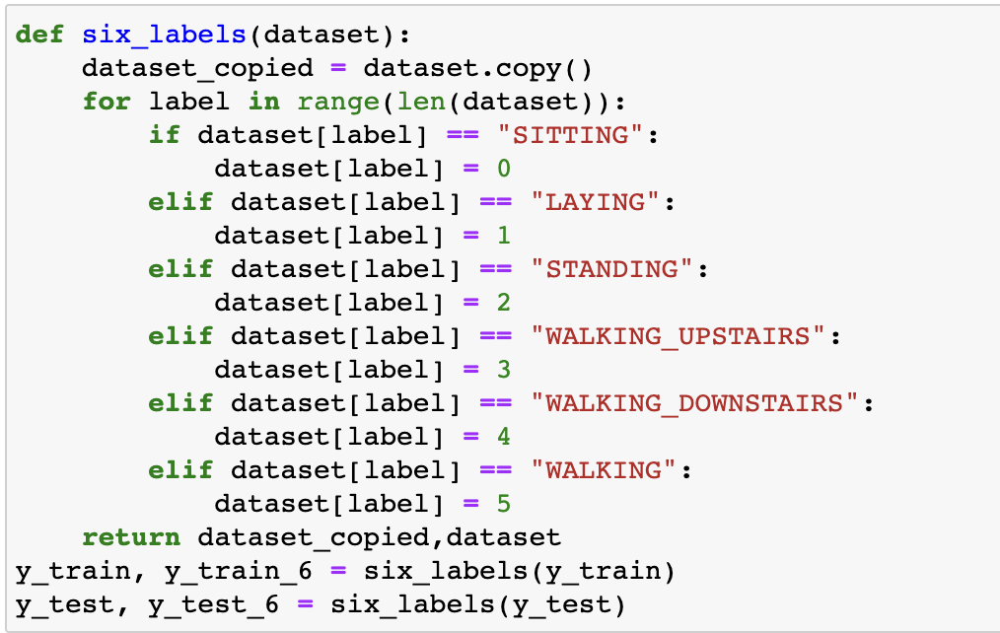 def six_labels(dataset):
    dataset_copied = dataset.copy()
    for label in range(len(dataset)):
        if dataset[label] == "SITTING":
            dataset[label] = 0
        elif dataset[label] == "LAYING":
            dataset[label] = 1
        elif dataset[label] == "STANDING":
            dataset[label] = 2
        elif dataset[label] == "WALKING_UPSTAIRS":
            dataset[label] = 3
        elif dataset[label] == "WALKING_DOWNSTAIRS":
            dataset[label] = 4
        elif dataset[label] == "WALKING":
            dataset[label] = 5
    return dataset_copied,dataset
y_train, y_train_6 = six_labels(y_train)
y_test, y_test_6 = six_labels(y_test)